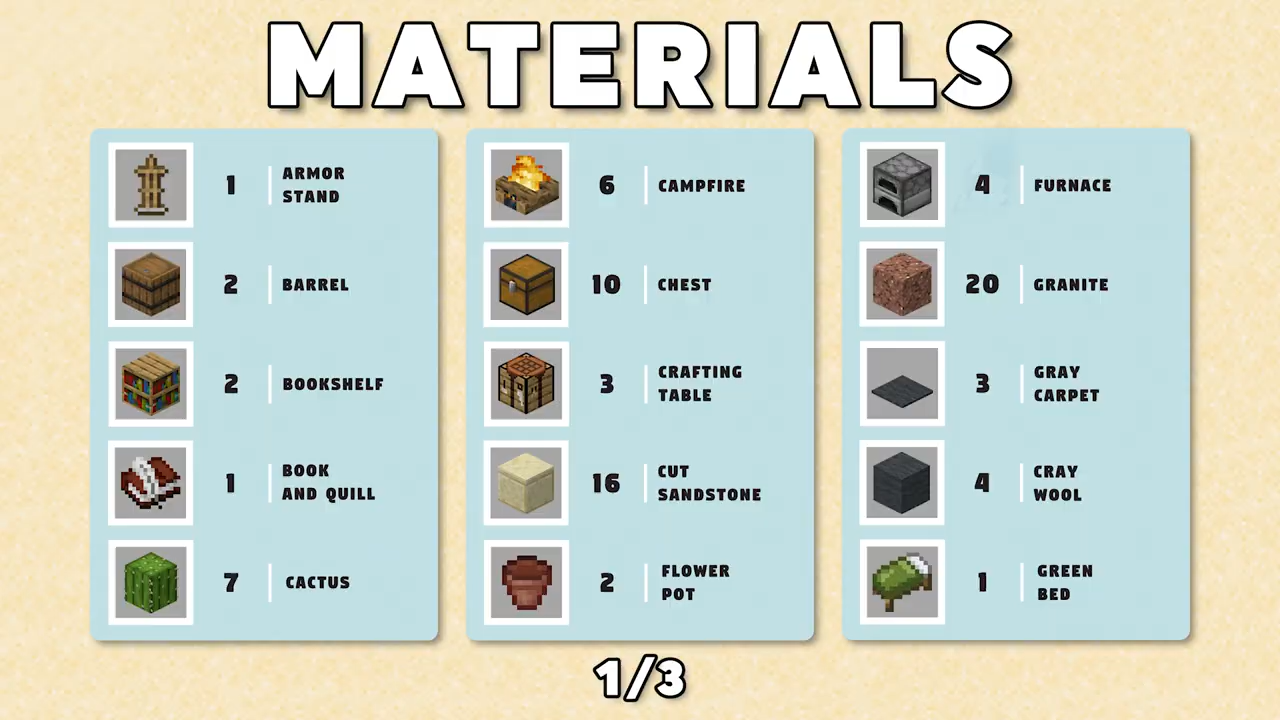 MATERIALS
1 ARMOR
STAND
2 BARREL
2 BOOKSHELF
1 BOOK
AND QUILL
7 CACTUS
6 CAMPFIRE
10 CHEST
3 CRAFTING
TABLE
16 CUT
SANDSTONE
2 FLOWER
POT
4 FURNACE
20 GRANITE
3 GRAY
CARPET
4 CRAY
WOOL
1 GREEN
BED
1/3